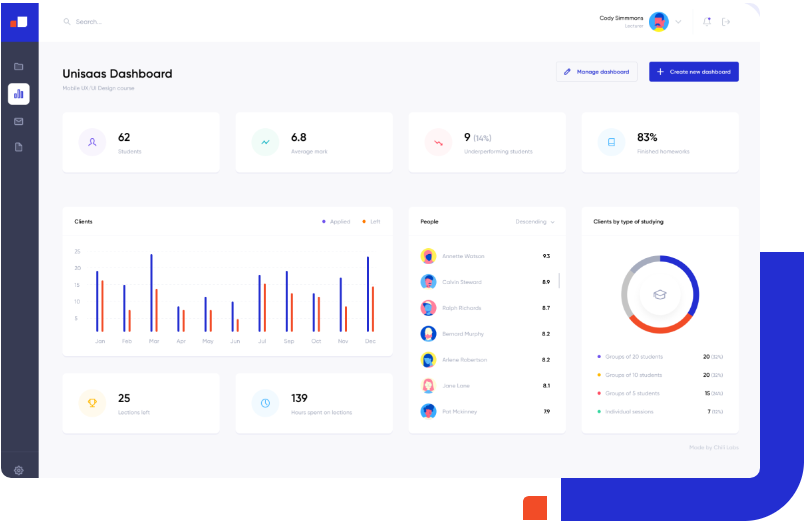 Search...
Cody Simmmons
Lecturer
Unisaas Dashboard
Mobile UX/UI Design course
Manage dashboard
Create new dashboard
62
Students
6.8
Average mark
9 (14%)
Underperforming students
83%
Finished homeworks
Clients
Applied
Left
25
20
15
10
5
Jan Feb Mar Apr May Jun Jul Sep Oct Nov Dec
25
Lections left
139
Hours spent on lections
People
Descending
Annette Watson 9.3
Calvin Steward 8.9
Ralph Richards 8.7
Bernard Murphy 8.2
Arlene Robertson 8.2
Jane Lane 8.1
Pat Mckinney 7.9
Clients by type of studying
Groups of 20 students 20 (32%)
Groups of 10 students 20 (32%)
Groups of 5 students 15
Individual sessions 7
Made by